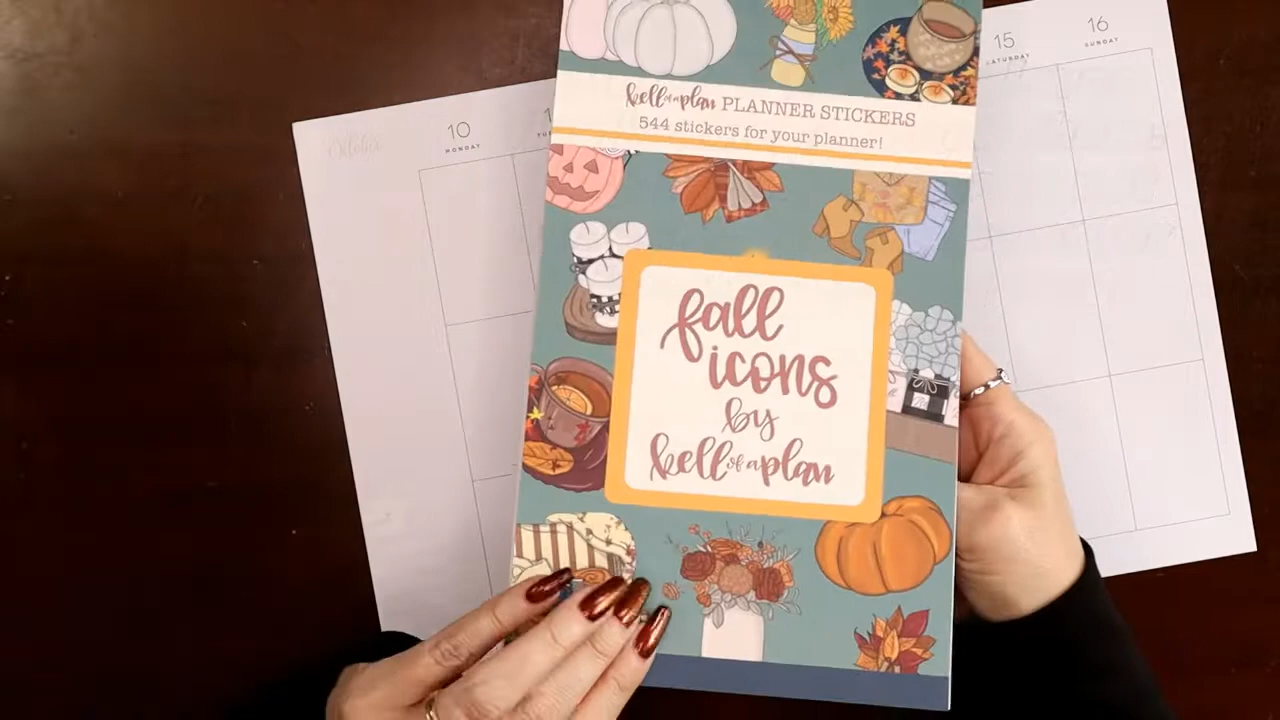 kell of a plan PLANNER STICKERS
544 stickers for your planner!
fall
icons
by
kell of a plan
October
10
MONDAY
15
SATURDAY
16
SUNDAY